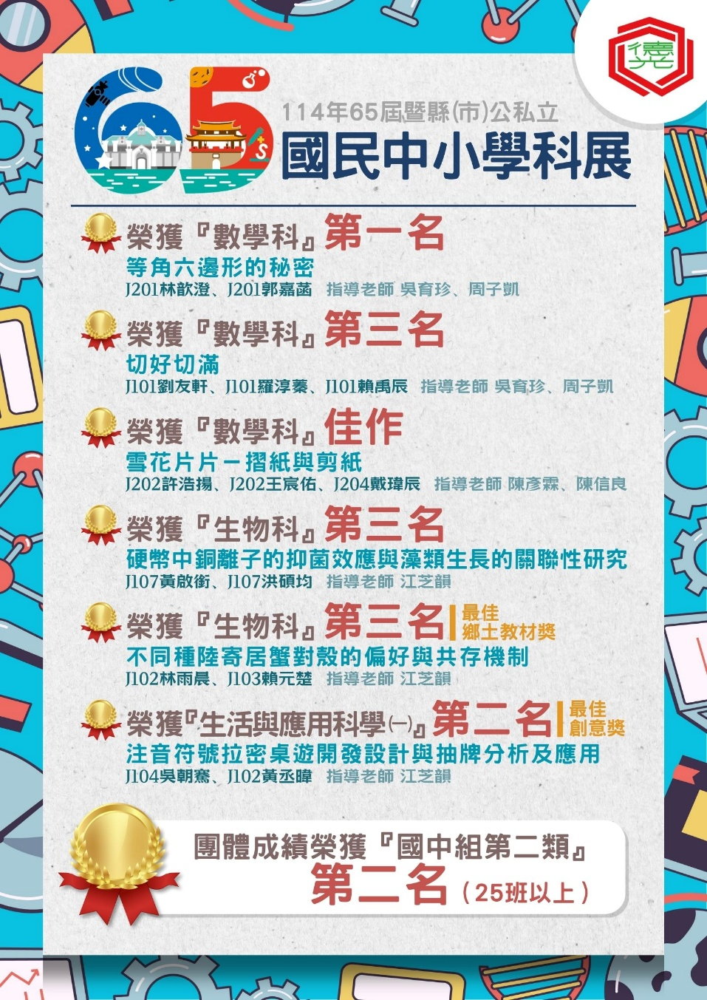 德光
65
114年65屆暨縣(市)公私立
國民中小學科展
榮獲『數學科』第一名
等角六邊形的秘密
J201林歆澄、J201郭嘉菡 指導老師 吳育珍、周子凱
榮獲『數學科』第三名
切好切滿
J101劉友軒、J101羅淳蓁、J101賴禹辰 指導老師 吳育珍、周子凱
榮獲『數學科』佳作
雪花片片－摺紙與剪紙
J202許浩揚、J202王宸佑、J204戴瑋辰 指導老師 陳彥霖、陳信良
榮獲『生物科』第三名
硬幣中銅離子的抑菌效應與藻類生長的關聯性研究
J107黃啟銜、J107洪碩均 指導老師 江芝韻
榮獲『生物科』第三名
最佳
鄉土教材獎
不同種陸寄居蟹對殼的偏好與共存機制
J102林雨晨、J103賴元楚 指導老師 江芝韻
榮獲『生活與應用科學㈠』第二名
最佳
創意獎
注音符號拉密桌遊開發設計與抽牌分析及應用
J104吳朝騫、J102黃丞暐 指導老師 江芝韻
團體成績榮獲『國中組第二類』
第二名（25班以上）